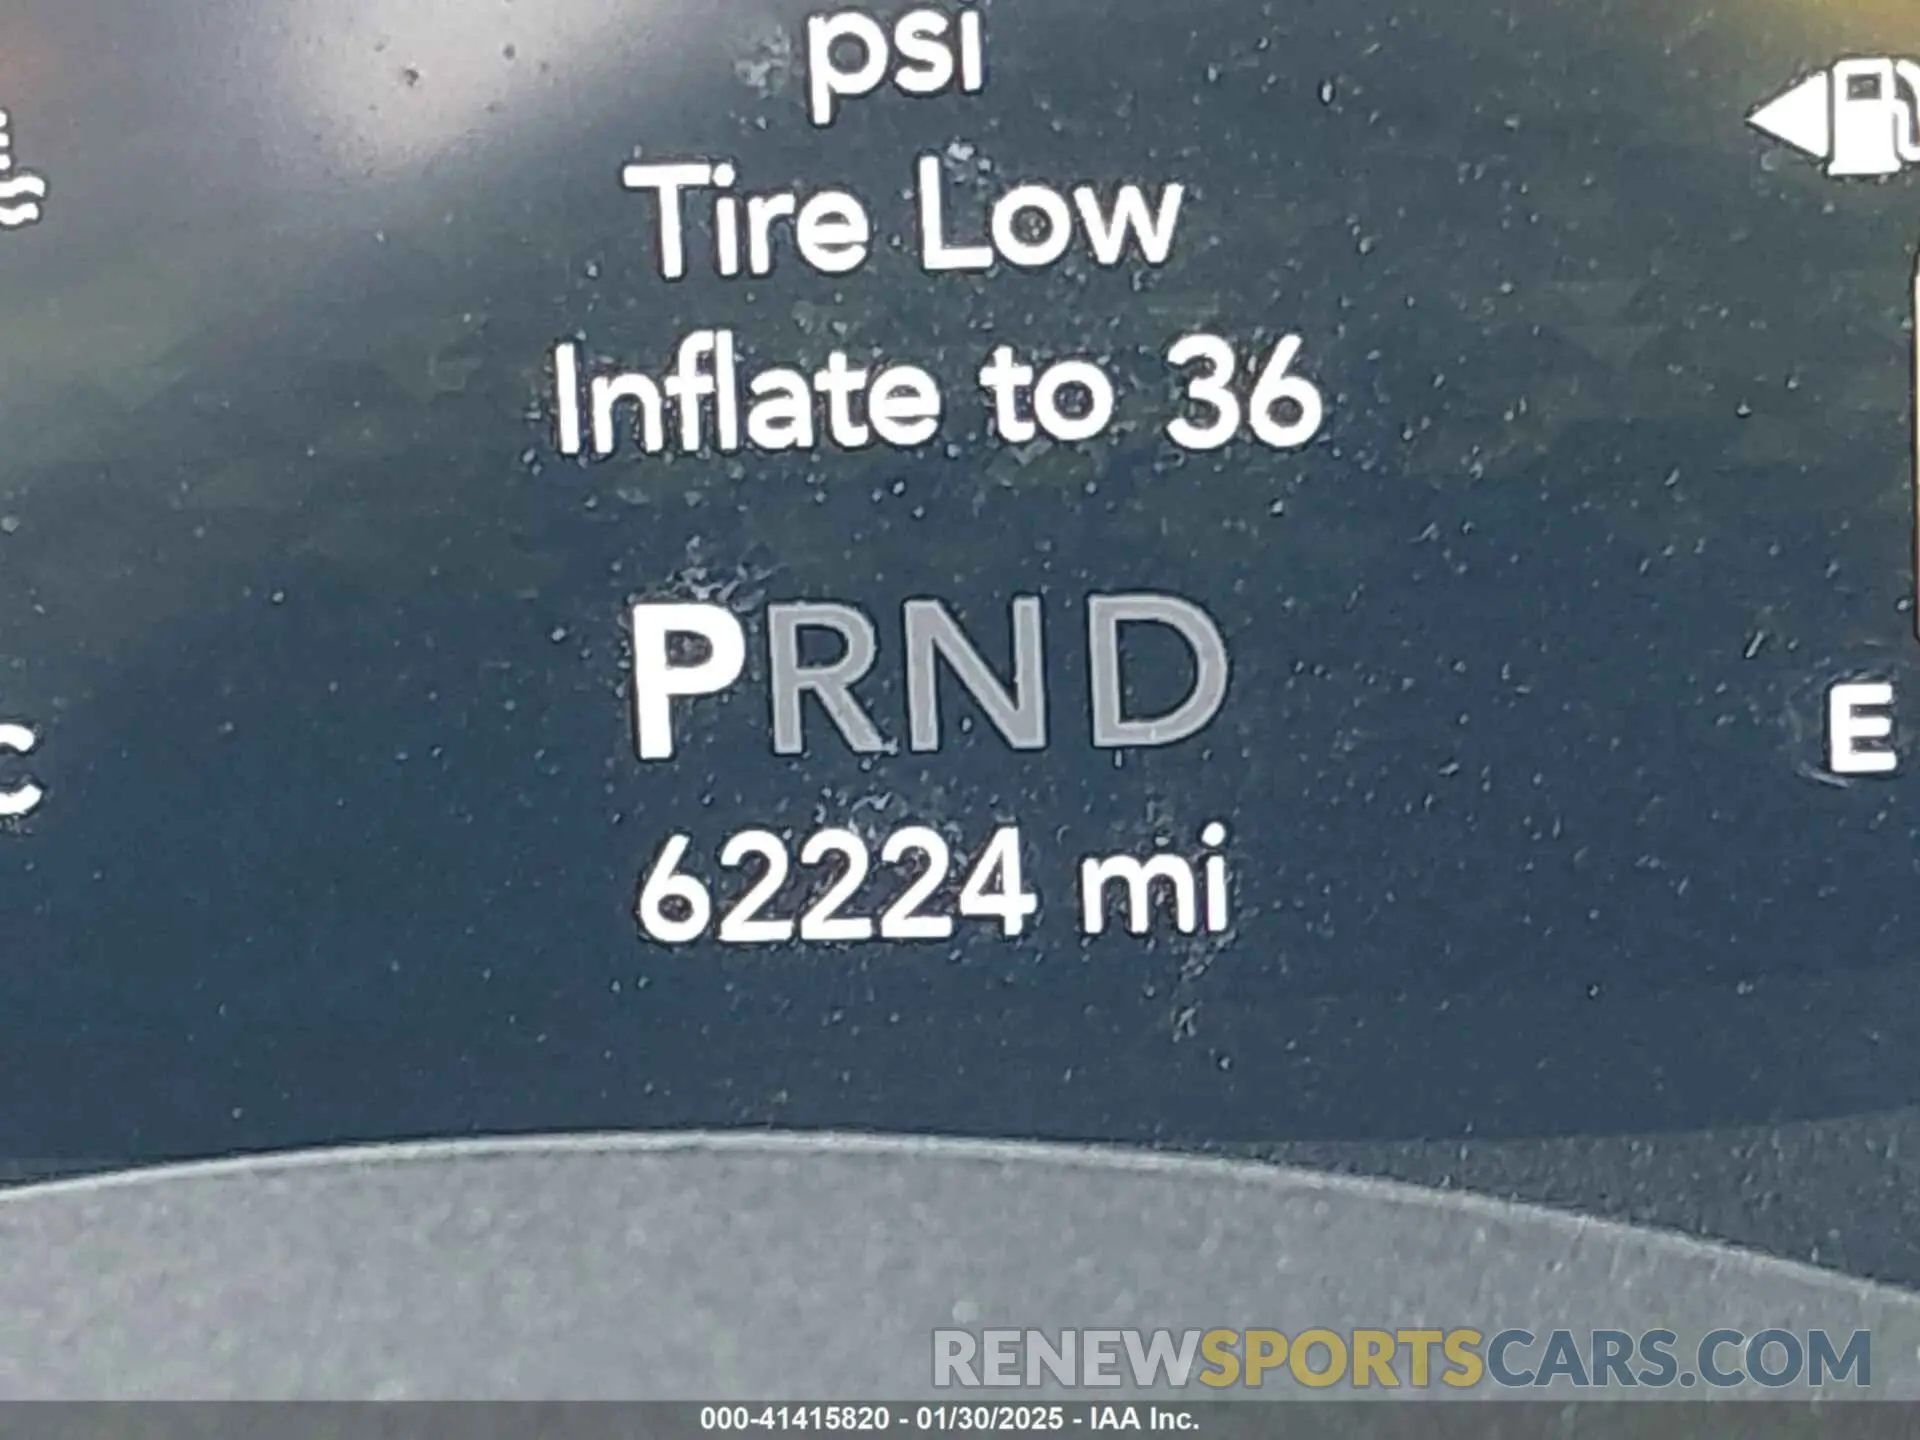 psi
Tire Low
Inflate to 36
PRND
E
C
62224 mi
RENEWSPORTSCARS.COM
000-41415820 - 01/30/2025 - IAA Inc.